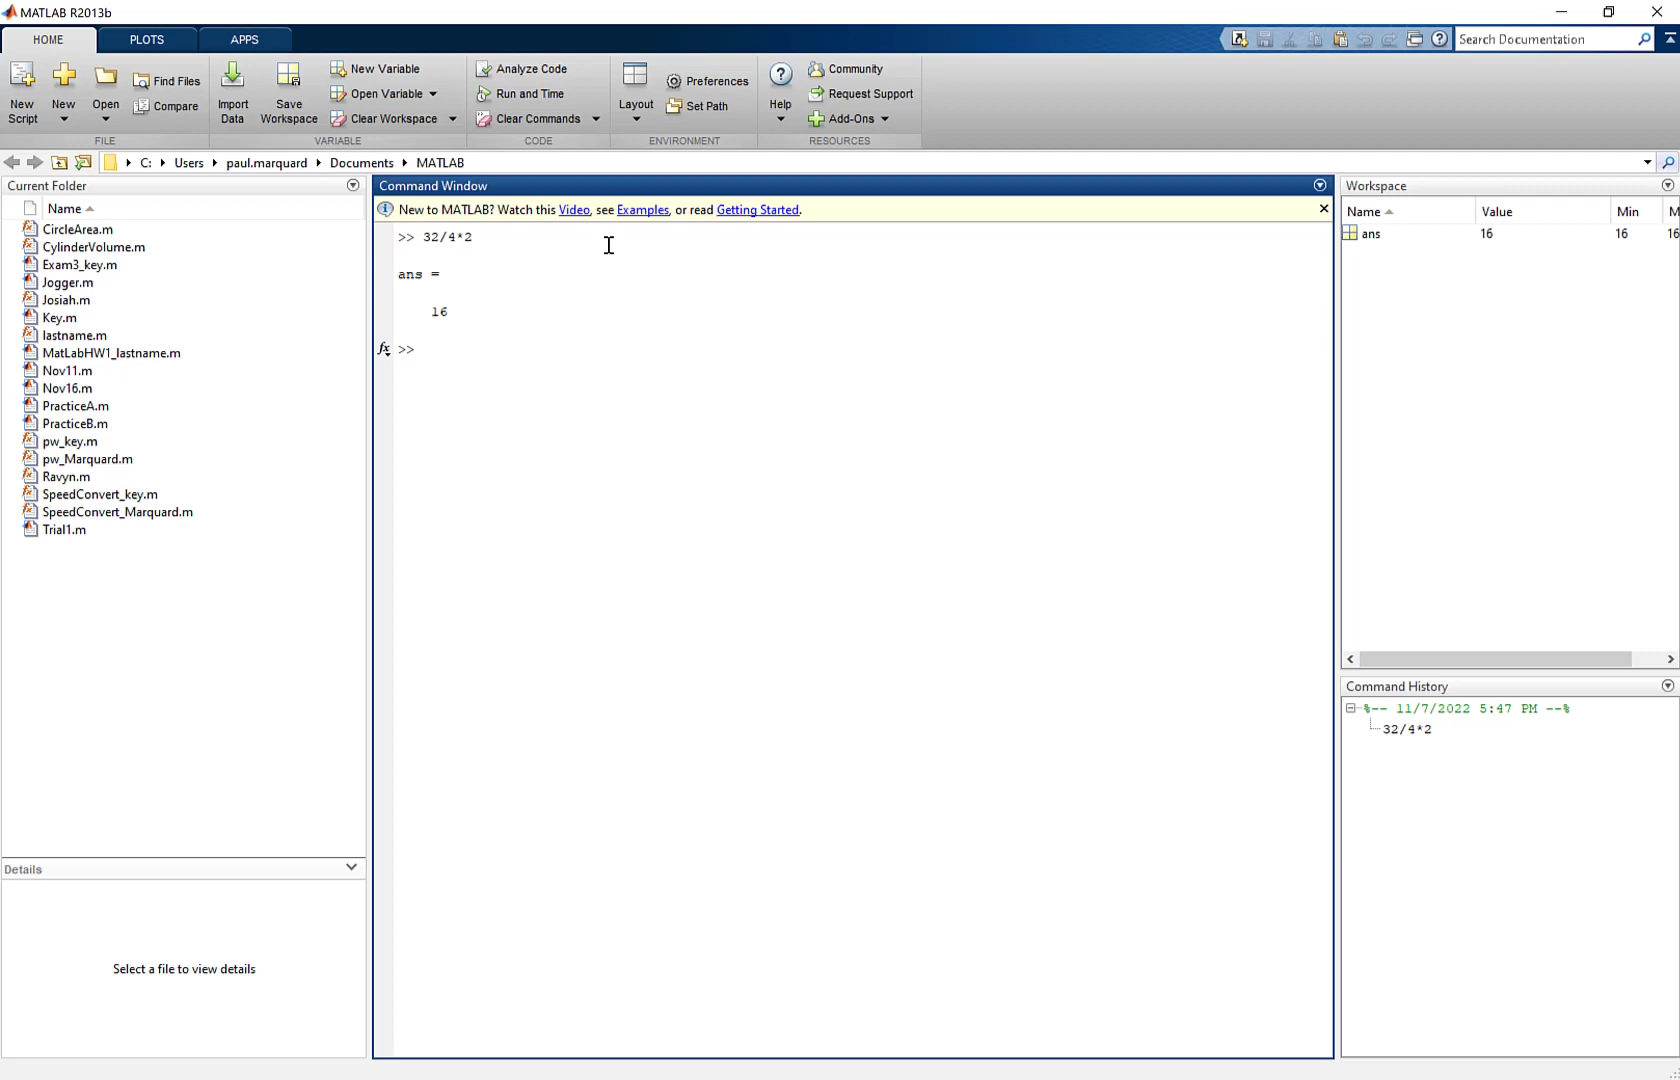 MATLAB R2013b
HOME
PLOTS
APPS
Search Documentation
New Script
New
Open
Find Files
Compare
FILE
Import Data
Save Workspace
New Variable
Open Variable
Clear Workspace
VARIABLE
Analyze Code
Run and Time
Clear Commands
CODE
Layout
Preferences
Set Path
ENVIRONMENT
Help
Community
Request Support
Add-Ons
RESOURCES
C: Users paul.marquard Documents MATLAB
Current Folder
Name
CircleArea.m
CylinderVolume.m
Exam3_key.m
Jogger.m
Josiah.m
Key.m
lastname.m
MatLabHW1_lastname.m
Nov11.m
Nov16.m
PracticeA.m
PracticeB.m
pw_key.m
pw_Marquard.m
Ravyn.m
SpeedConvert_key.m
SpeedConvert_Marquard.m
Trial1.m
Details
Select a file to view details
Command Window
New to MATLAB? Watch this Video, see Examples, or read Getting Started.
>> 32/4*2
ans =
16
fx >>
Workspace
Name Value Min M
ans 16 16 16
Command History
%-- 11/7/2022 5:47 PM --%
32/4*2